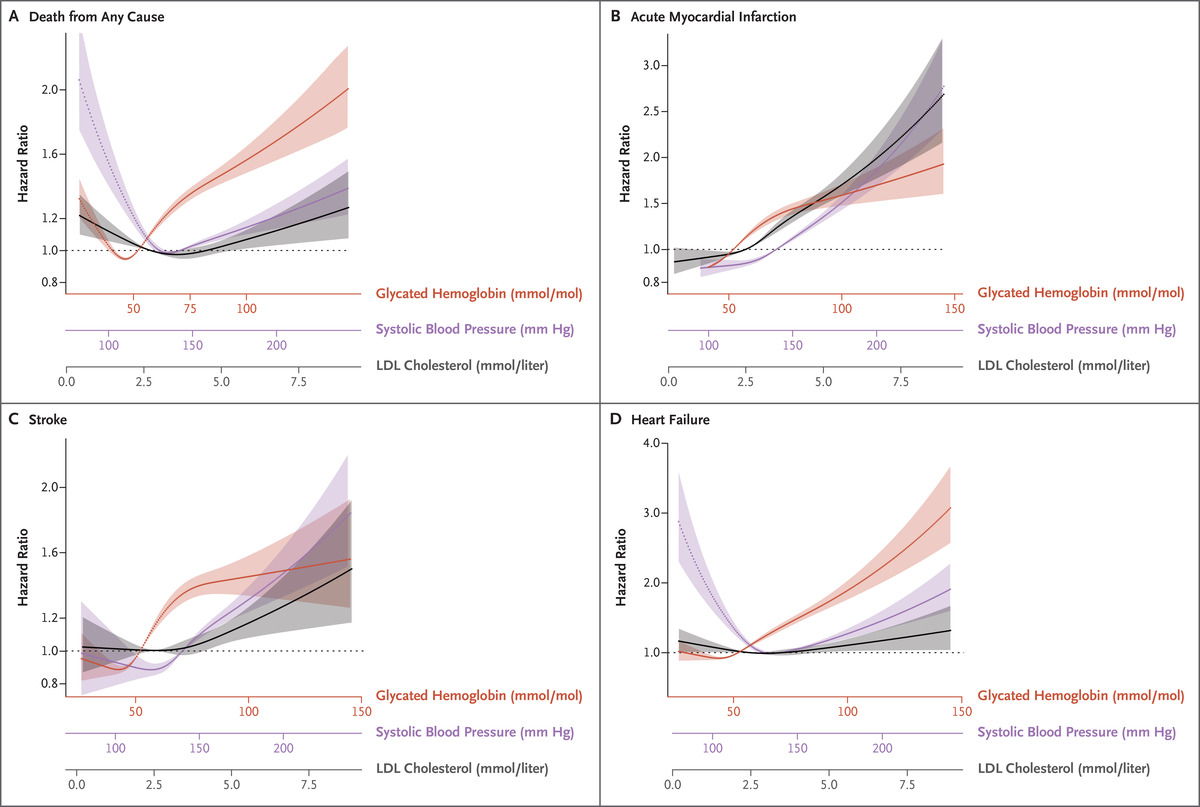 A Death from Any Cause
Hazard Ratio
2.0
1.6
1.2
1.0
0.8
50 75 100
Glycated Hemoglobin (mmol/mol)
100 150 200
Systolic Blood Pressure (mm Hg)
0.0 2.5 5.0 7.5
LDL Cholesterol (mmol/liter)
B Acute Myocardial Infarction
Hazard Ratio
3.0
2.5
2.0
1.5
1.0
0.8
50 100 150
Glycated Hemoglobin (mmol/mol)
100 150 200
Systolic Blood Pressure (mm Hg)
0.0 2.5 5.0 7.5
LDL Cholesterol (mmol/liter)
C Stroke
Hazard Ratio
2.0
1.6
1.2
1.0
0.8
50 100 150
Glycated Hemoglobin (mmol/mol)
100 150 200
Systolic Blood Pressure (mm Hg)
0.0 2.5 5.0 7.5
LDL Cholesterol (mmol/liter)
D Heart Failure
Hazard Ratio
4.0
3.0
2.0
1.0
50 100 150
Glycated Hemoglobin (mmol/mol)
100 150 200
Systolic Blood Pressure (mm Hg)
0.0 2.5 5.0 7.5
LDL Cholesterol (mmol/liter)